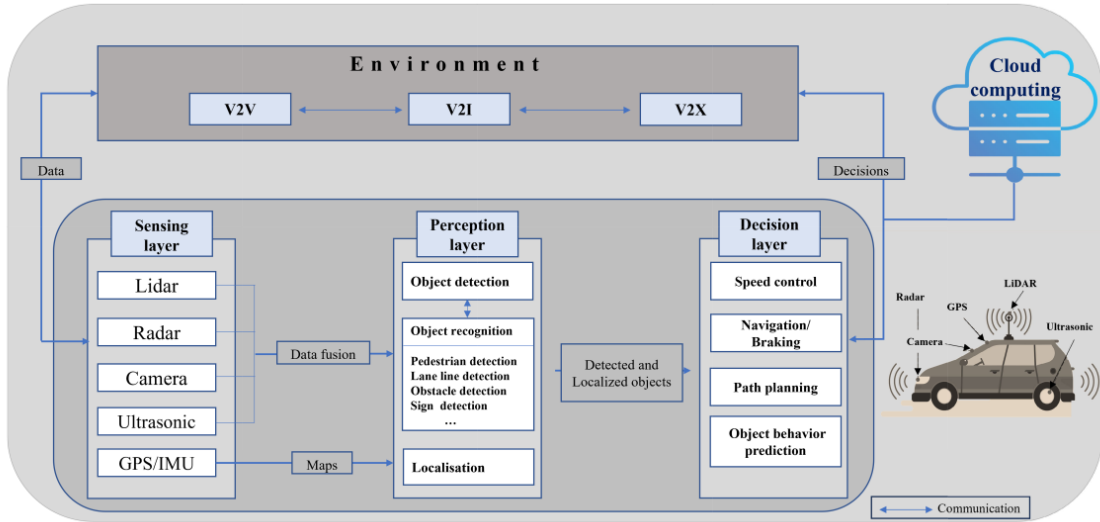 Environment
V2V
V2I
V2X
Cloud
computing
Data
Decisions
Sensing
layer
Lidar
Radar
Camera
Ultrasonic
GPS/IMU
Data fusion
Maps
Perception
layer
Object detection
Object recognition
Pedestrian detection
Lane line detection
Obstacle detection
Sign detection
...
Localisation
Detected and
Localized objects
Decision
layer
Speed control
Navigation/
Braking
Path planning
Object behavior
prediction
LiDAR
Radar
GPS
Ultrasonic
Camera
Communication